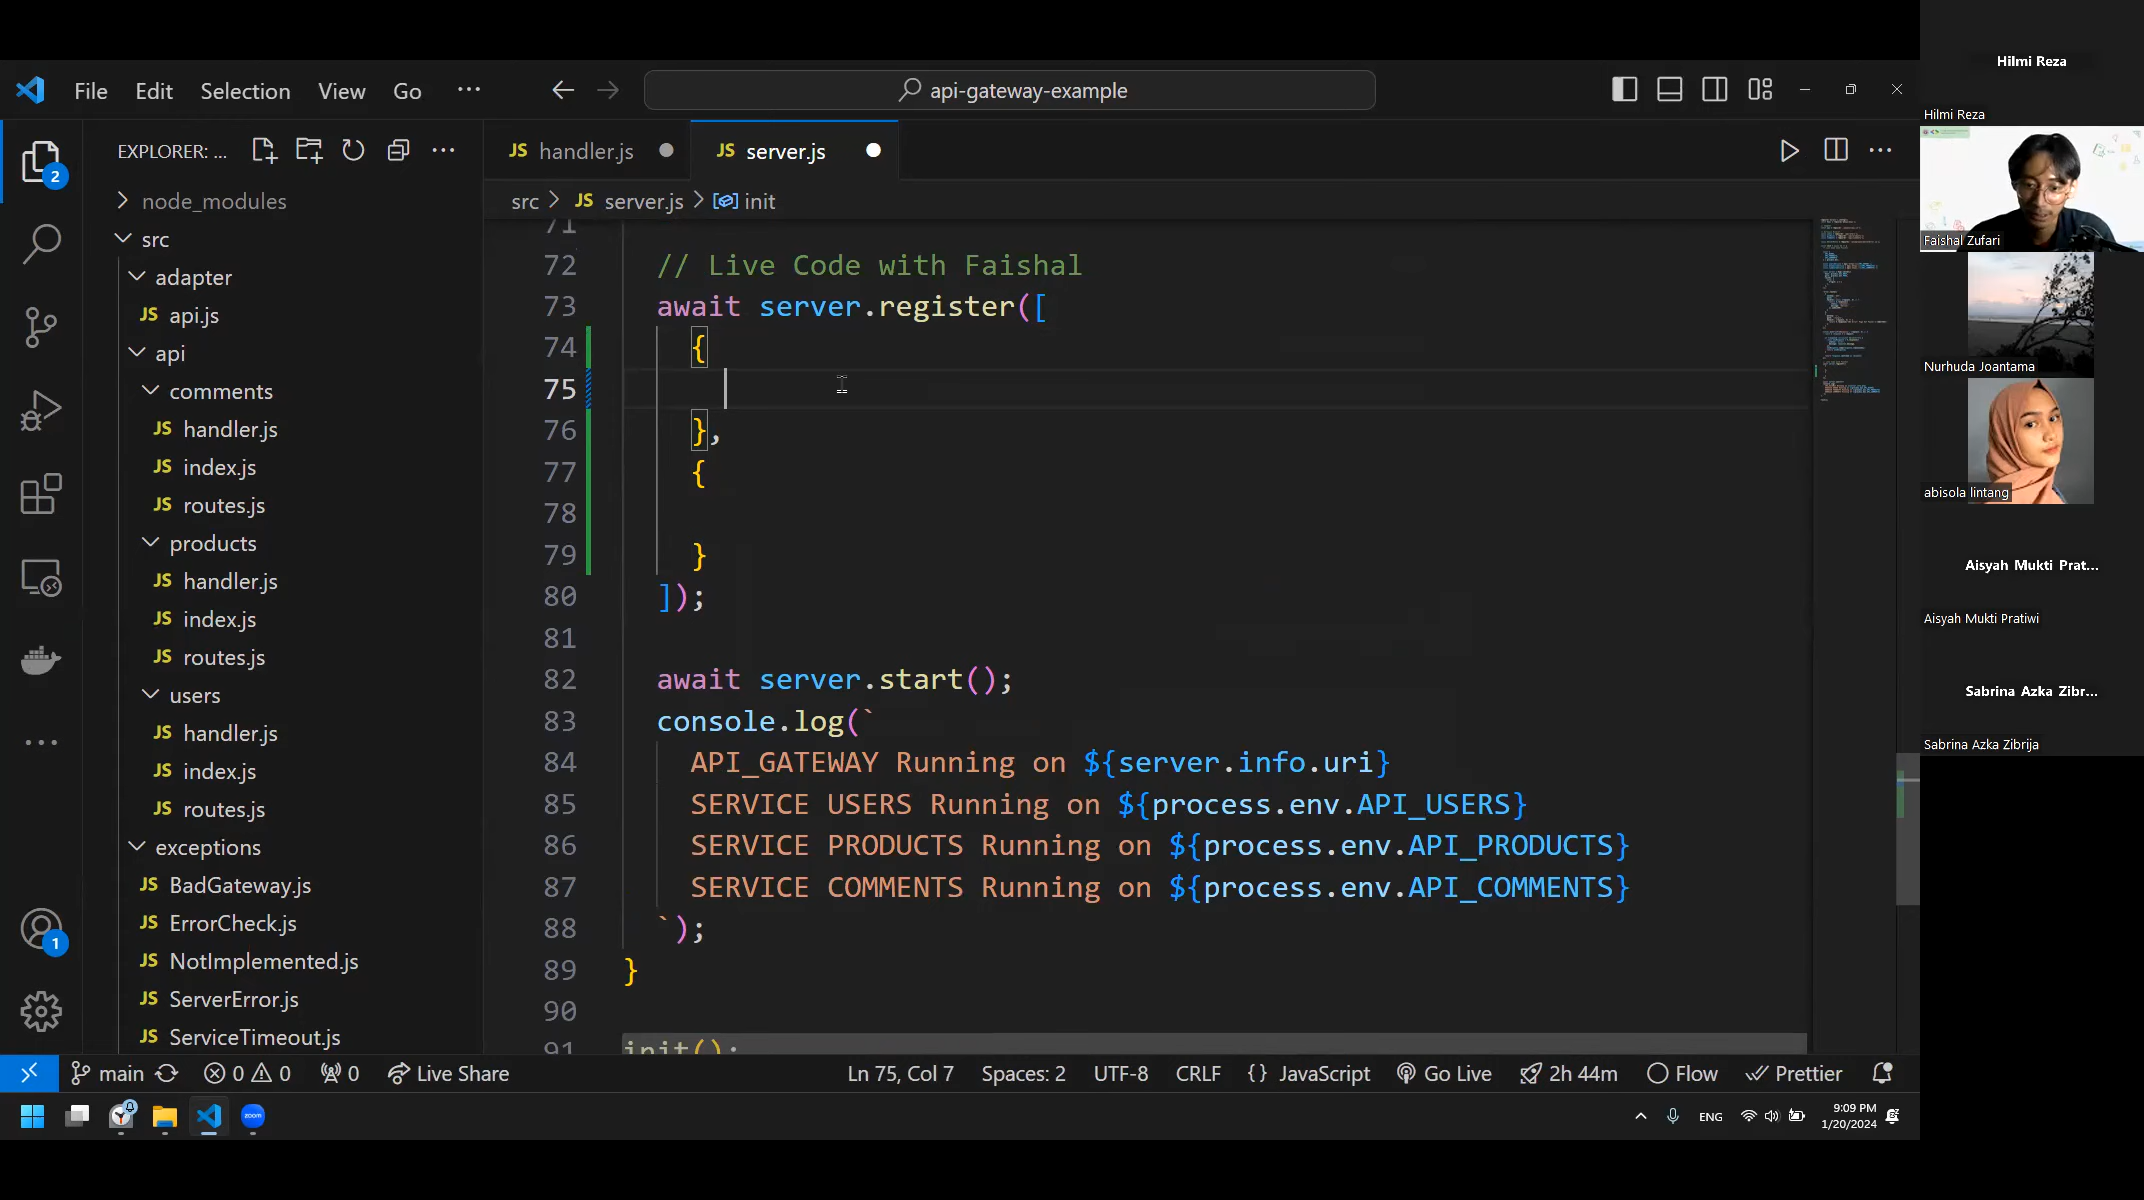 File Edit Selection View Go ...
api-gateway-example
EXPLORER: ...
JS handler.js
JS server.js
src > JS server.js > init
2
node_modules
src
adapter
JS api.js
api
comments
JS handler.js
JS index.js
JS routes.js
products
JS handler.js
JS index.js
JS routes.js
users
JS handler.js
JS index.js
JS routes.js
exceptions
JS BadGateway.js
JS ErrorCheck.js
JS NotImplemented.js
JS ServerError.js
JS ServiceTimeout.js
1
71
72 // Live Code with Faishal
73 await server.register([
74 {
75
76 },
77 {
78
79 }
80 ]);
81
82 await server.start();
83 console.log(`
84 API_GATEWAY Running on ${server.info.uri}
85 SERVICE USERS Running on ${process.env.API_USERS}
86 SERVICE PRODUCTS Running on ${process.env.API_PRODUCTS}
87 SERVICE COMMENTS Running on ${process.env.API_COMMENTS}
88 `);
89 }
90
91 init();
main 0 0 0 Live Share Ln 75, Col 7 Spaces: 2 UTF-8 CRLF {} JavaScript Go Live 2h 44m Flow Prettier
zoom
ENG
9:09 PM
1/20/2024
Hilmi Reza
Hilmi Reza
Faishal Zufari
Nurhuda Joantama
abisola lintang
Aisyah Mukti Prat...
Aisyah Mukti Pratiwi
Sabrina Azka Zibr...
Sabrina Azka Zibrija